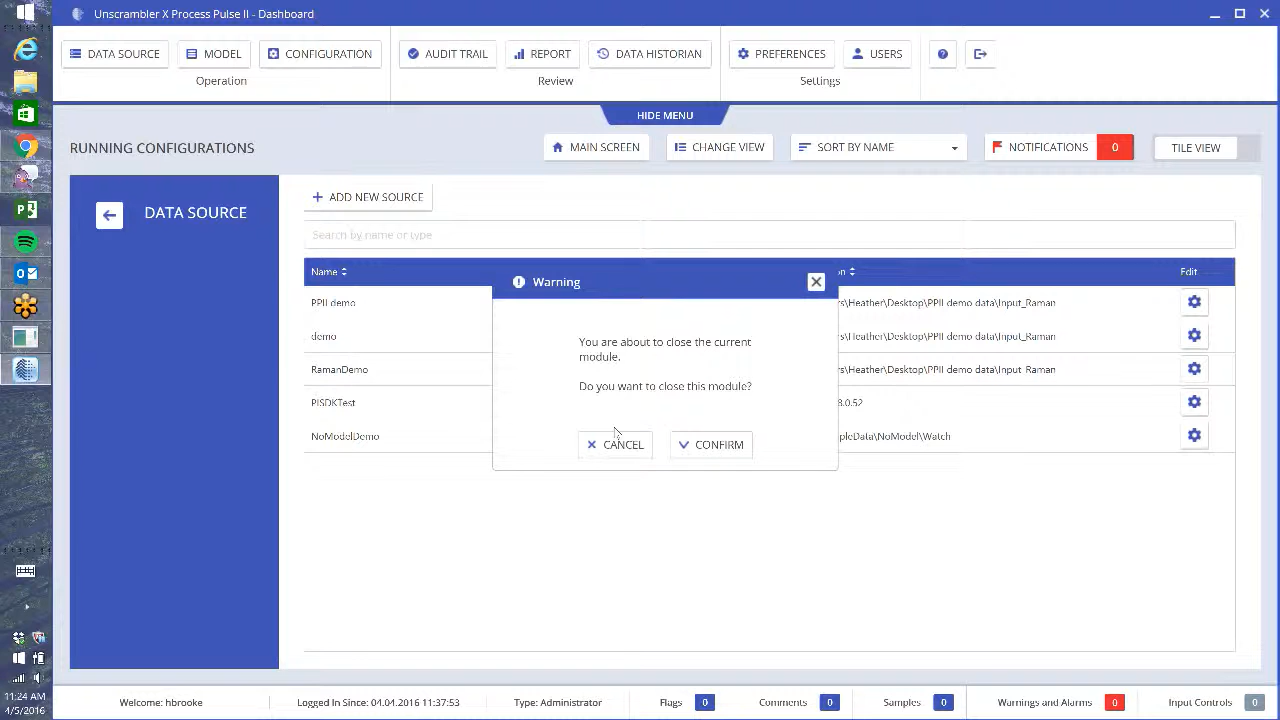 Unscrambler X Process Pulse II - Dashboard
DATA SOURCE MODEL CONFIGURATION AUDIT TRAIL REPORT DATA HISTORIAN PREFERENCES USERS ?
Operation Review Settings
HIDE MENU
RUNNING CONFIGURATIONS MAIN SCREEN CHANGE VIEW SORT BY NAME NOTIFICATIONS 0 TILE VIEW
DATA SOURCE
+ ADD NEW SOURCE
Search by name or type
Name on Edit
Warning
PPII demo rs\Heather\Desktop\PPII demo data\Input_Raman
demo rs\Heather\Desktop\PPII demo data\Input_Raman
RamanDemo rs\Heather\Desktop\PPII demo data\Input_Raman
PISDKTest 8.0.52
NoModelDemo pleData\NoModel\Watch
You are about to close the current
module.
Do you want to close this module?
CANCEL CONFIRM
11:24 AM
4/5/2016
Welcome: hbrooke Logged In Since: 04.04.2016 11:37:53 Type: Administrator Flags 0 Comments 0 Samples 0 Warnings and Alarms 0 Input Controls 0